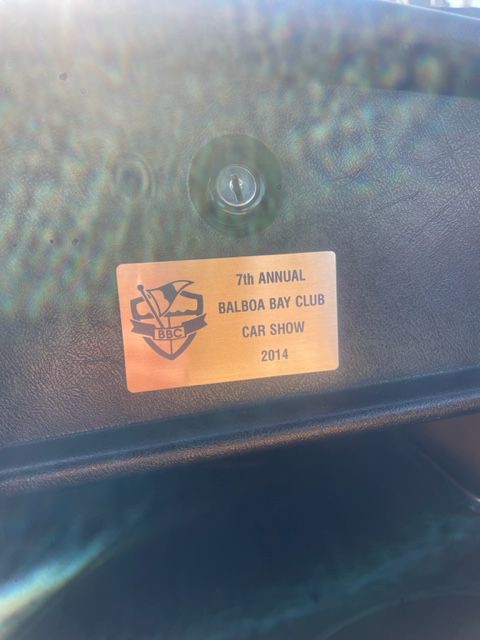 7th ANNUAL
BALBOA BAY CLUB
CAR SHOW
2014
BBC